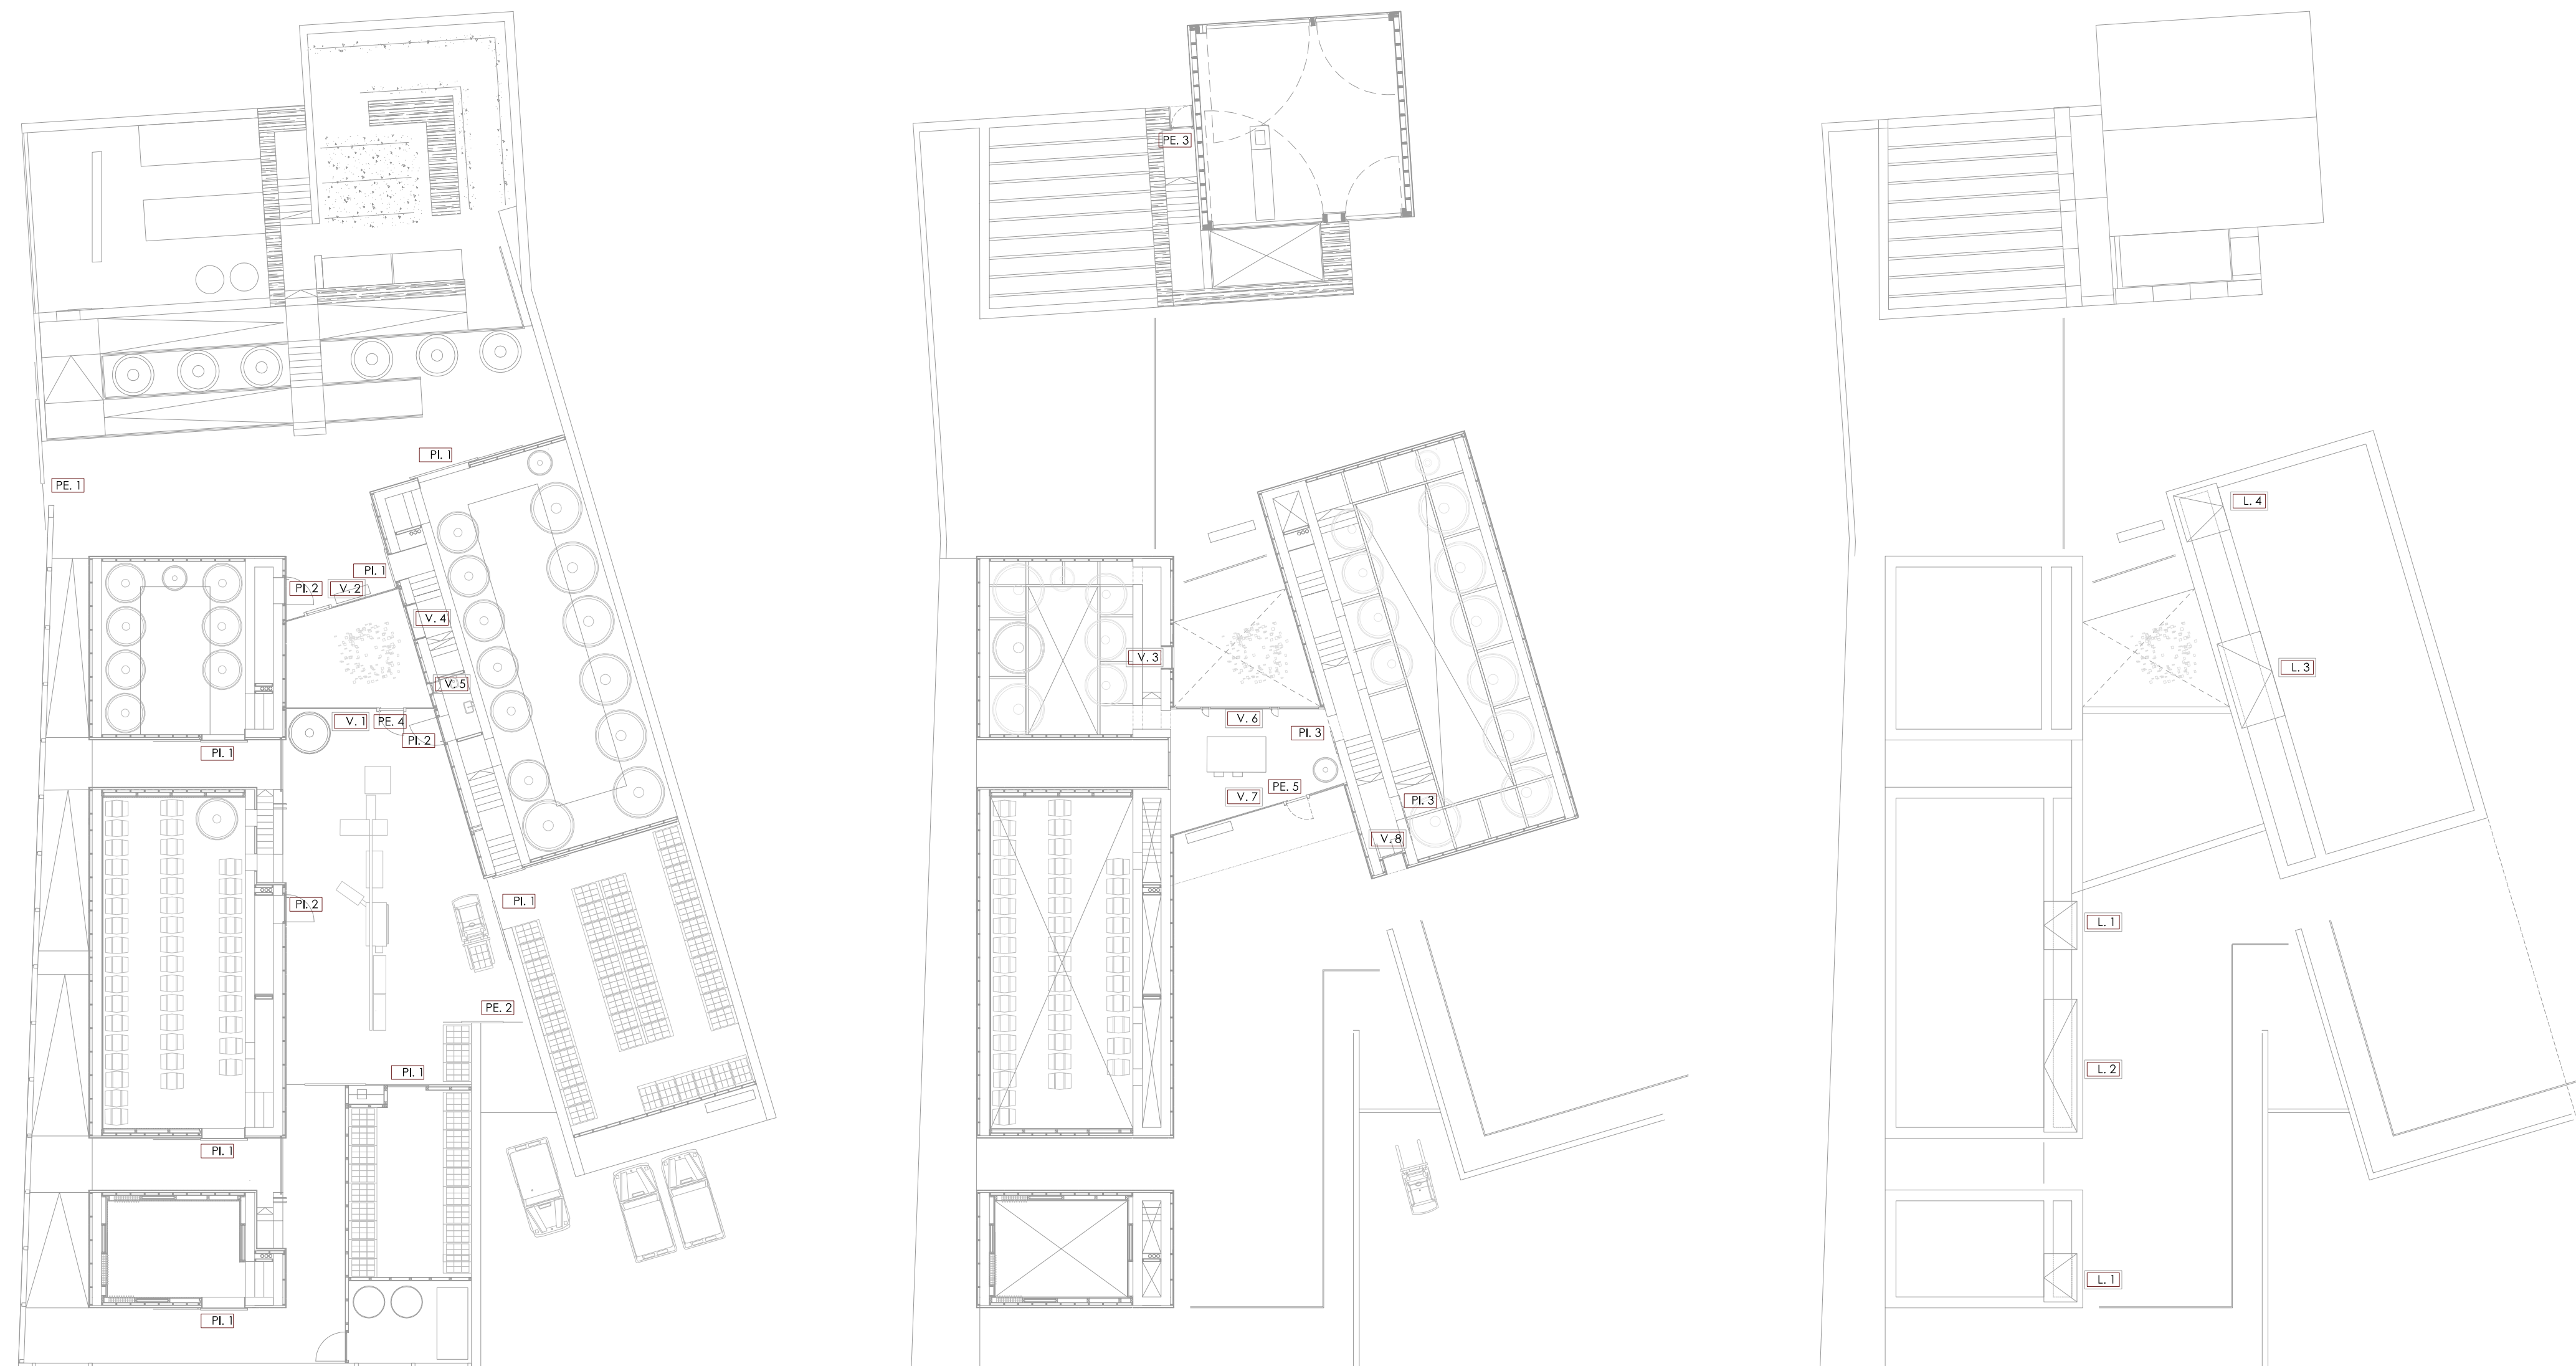 PI. 1
PE. 1
PI. 1
PI. 2
V. 2
V. 4
V. 5
V. 1
PE. 4
PI. 2
PI. 1
PI. 2
PI. 1
PE. 2
PI. 1
PI. 1
PI. 1
PE. 3
V. 3
V. 6
PI. 3
PE. 5
V. 7
PI. 3
V. 8
L. 4
L. 3
L. 1
L. 2
L. 1